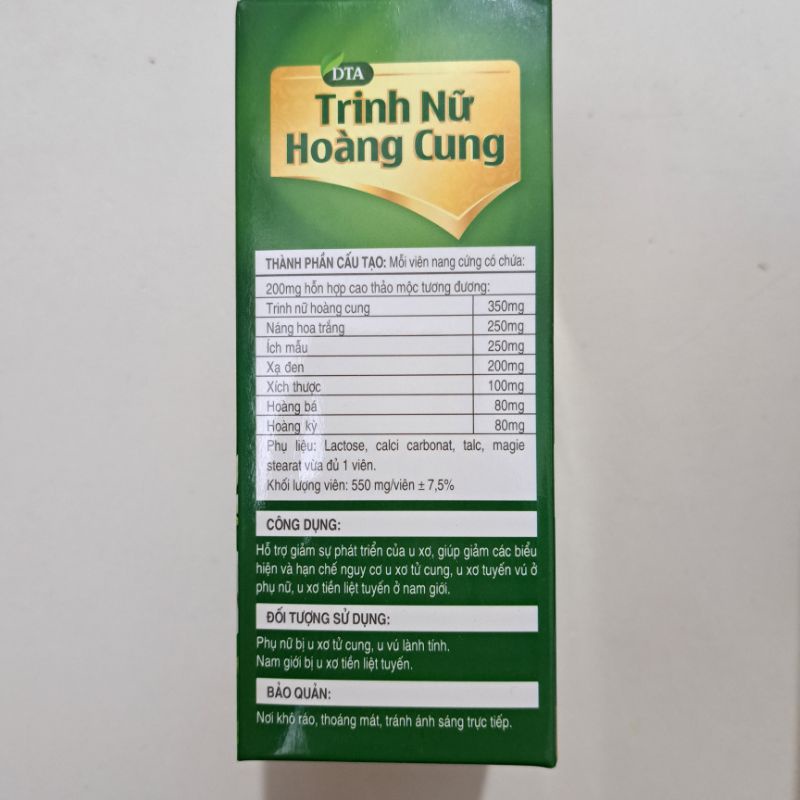 DTA
Trinh Nữ
Hoàng Cung
THÀNH PHẦN CẤU TẠO: Mỗi viên nang cứng có chứa:
200mg hỗn hợp cao thảo mộc tương đương:
Trinh nữ hoàng cung 350mg
Náng hoa trắng 250mg
Ích mẫu 250mg
Xạ đen 200mg
Xích thược 100mg
Hoàng bá 80mg
Hoàng kỳ 80mg
Phụ liệu: Lactose, calci carbonat, talc, magie
stearat vừa đủ 1 viên.
Khối lượng viên: 550 mg/viên ± 7,5%
CÔNG DỤNG:
Hỗ trợ giảm sự phát triển của u xơ, giúp giảm các biểu
hiện và hạn chế nguy cơ u xơ tử cung, u xơ tuyến vú ở
phụ nữ, u xơ tiền liệt tuyến ở nam giới.
ĐỐI TƯỢNG SỬ DỤNG:
Phụ nữ bị u xơ tử cung, u vú lành tính.
Nam giới bị u xơ tiền liệt tuyến.
BẢO QUẢN:
Nơi khô ráo, thoáng mát, tránh ánh sáng trực tiếp.